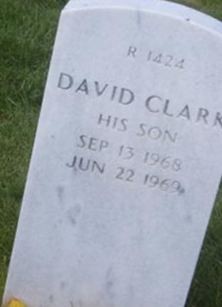 R 1424
DAVID CLARK
HIS SON
SEP 13 1968
JUN 22 1969